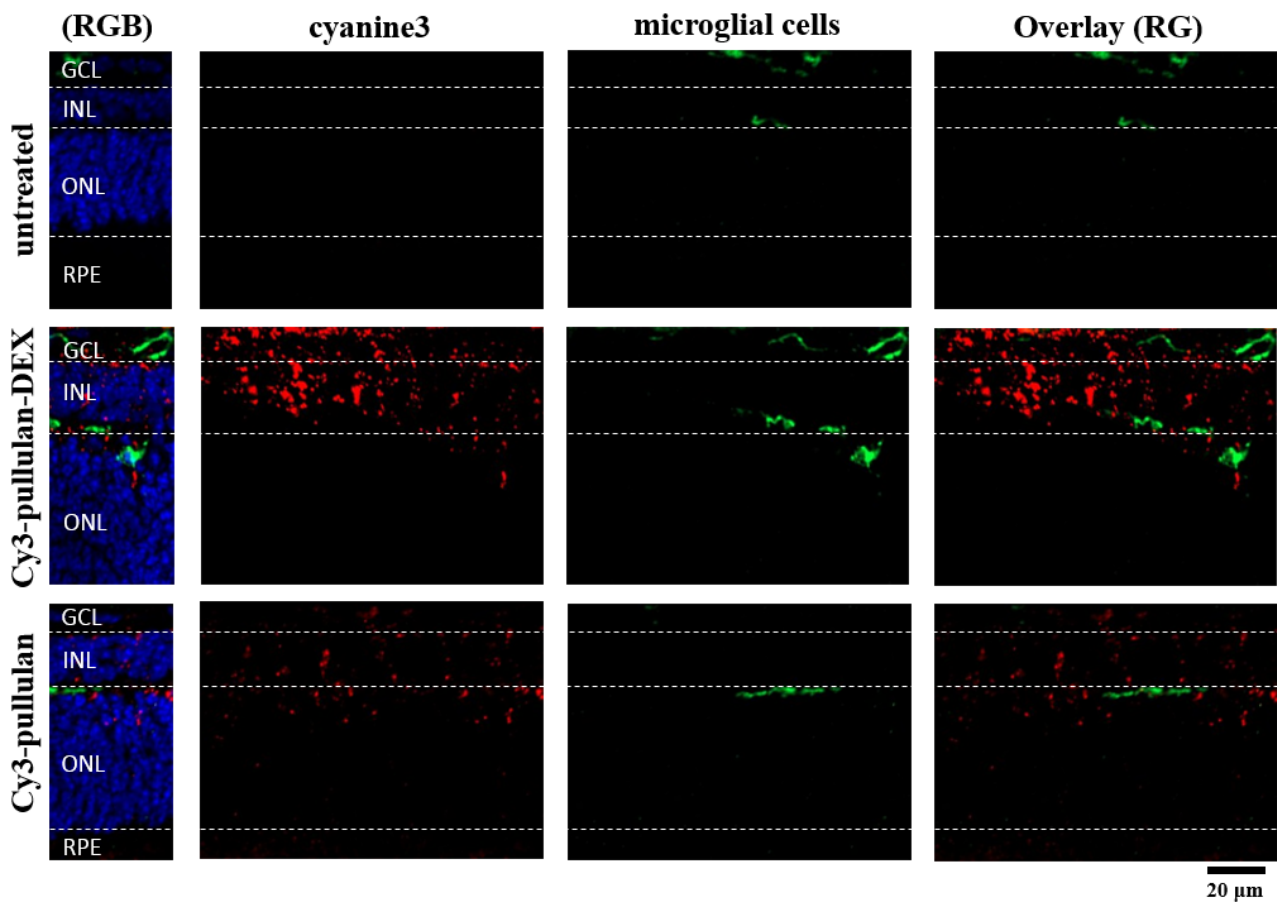 (RGB) cyanine3 microglial cells Overlay (RG)
untreated
GCL
INL
ONL
RPE
Cy3-pullulan-DEX
GCL
INL
ONL
Cy3-pullulan
GCL
INL
ONL
RPE
20 μm